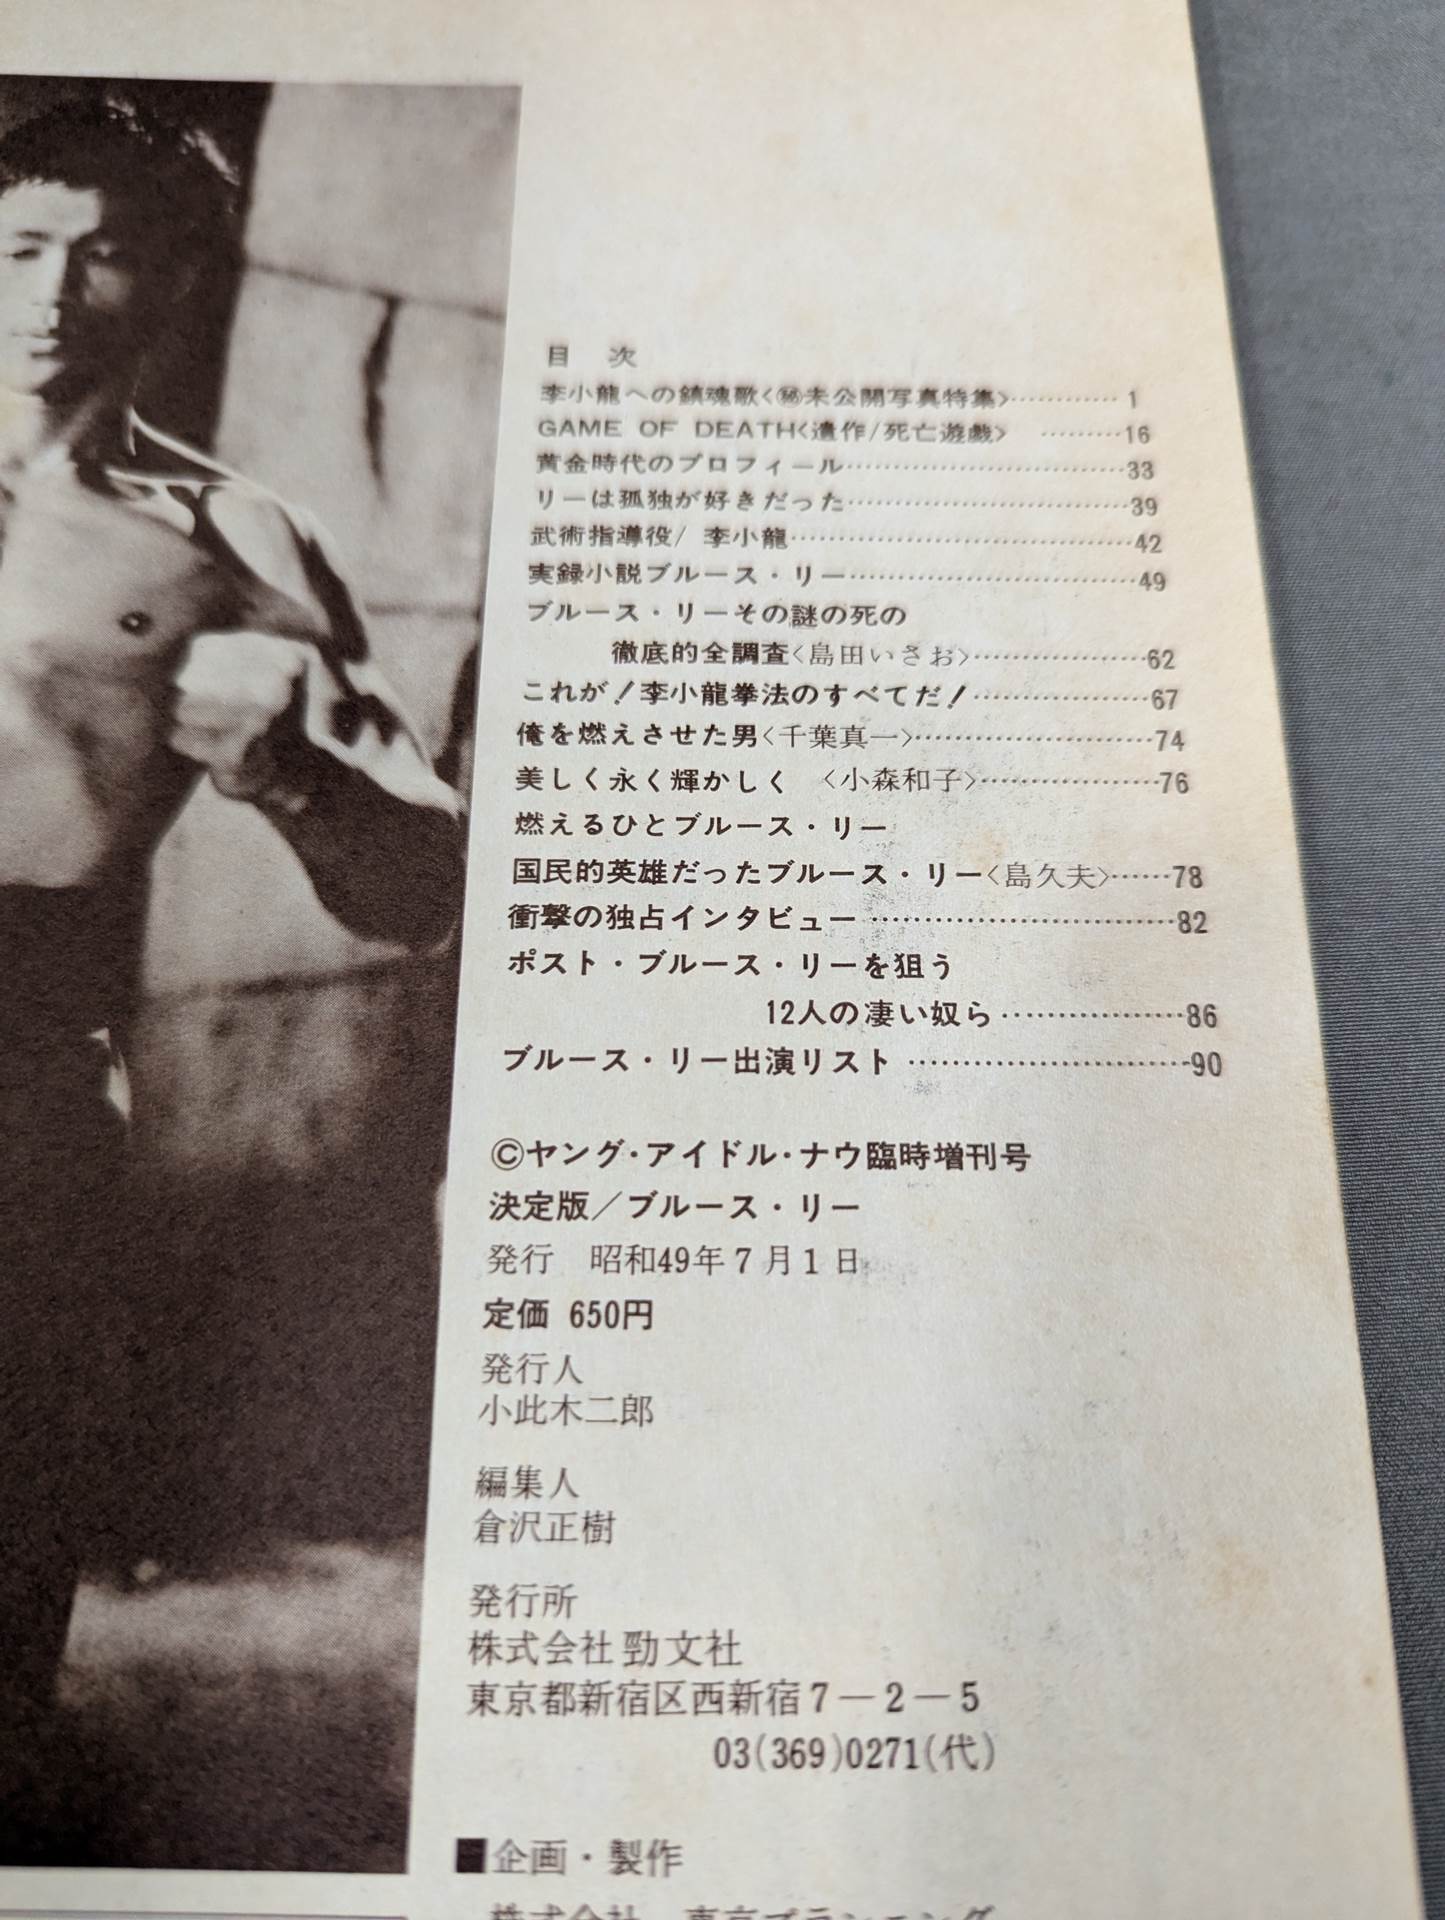 目 次
李小龍への鎮魂歌<㊙未公開写真特集>…………1
GAME OF DEATH<遺作/死亡遊戯> ………16
黄金時代のプロフィール…………………………33
リーは孤独が好きだった…………………………39
武術指導役/ 李小龍………………………………42
実録小説ブルース・リー…………………………49
ブルース・リーその謎の死の
徹底的全調査<島田いさお>………………62
これが!李小龍拳法のすべてだ!………………67
俺を燃えさせた男<千葉真一>……………………74
美しく永く輝かしく <小森和子>………………76
燃えるひとブルース・リー
国民的英雄だったブルース・リー<島久夫>……78
衝撃の独占インタビュー …………………………82
ポスト・ブルース・リーを狙う
12人の凄い奴ら………………86
ブルース・リー出演リスト ………………………90
©ヤング・アイドル・ナウ臨時増刊号
決定版/ブルース・リー
発行 昭和49年7月1日
定価 650円
発行人
小此木二郎
編集人
倉沢正樹
発行所
株式会社勁文社
東京都新宿区西新宿7―2―5
03(369)0271(代)
■企画・製作
株式会社 東京プランニング